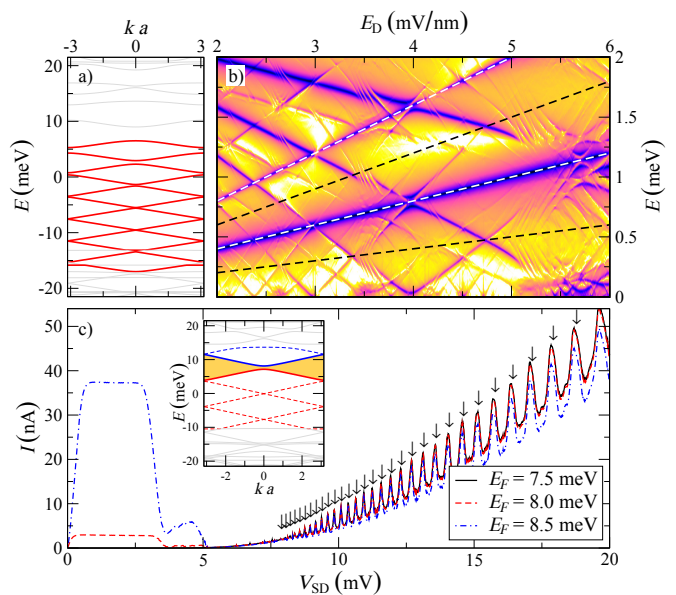 k a
-3 0 3
E_D (mV/nm)
2 3 4 5 6
a)
b)
E (meV)
20
10
0
-10
-20
2
1.5
1
0.5
0
E (meV)
c)
I (nA)
50
40
30
20
10
0
E (meV)
20
10
0
-10
-20
-2 0 2
k a
E_F = 7.5 meV
E_F = 8.0 meV
E_F = 8.5 meV
0 5 10 15 20
V_SD (mV)